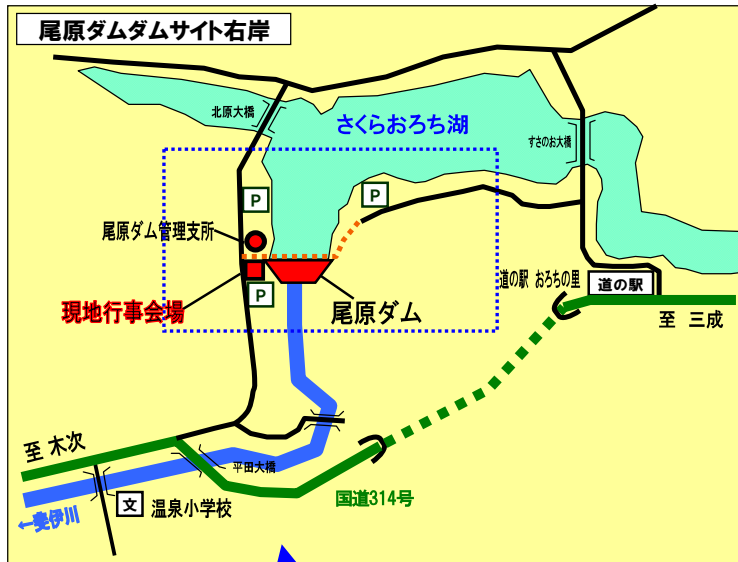 尾原ダムダムサイト右岸
北原大橋
さくらおろち湖
すさのお大橋
P
P
尾原ダム管理支所
道の駅 おろちの里
道の駅
P
現地行事会場
尾原ダム
至 三成
至 木次
平田大橋
国道314号
文
温泉小学校
←斐伊川